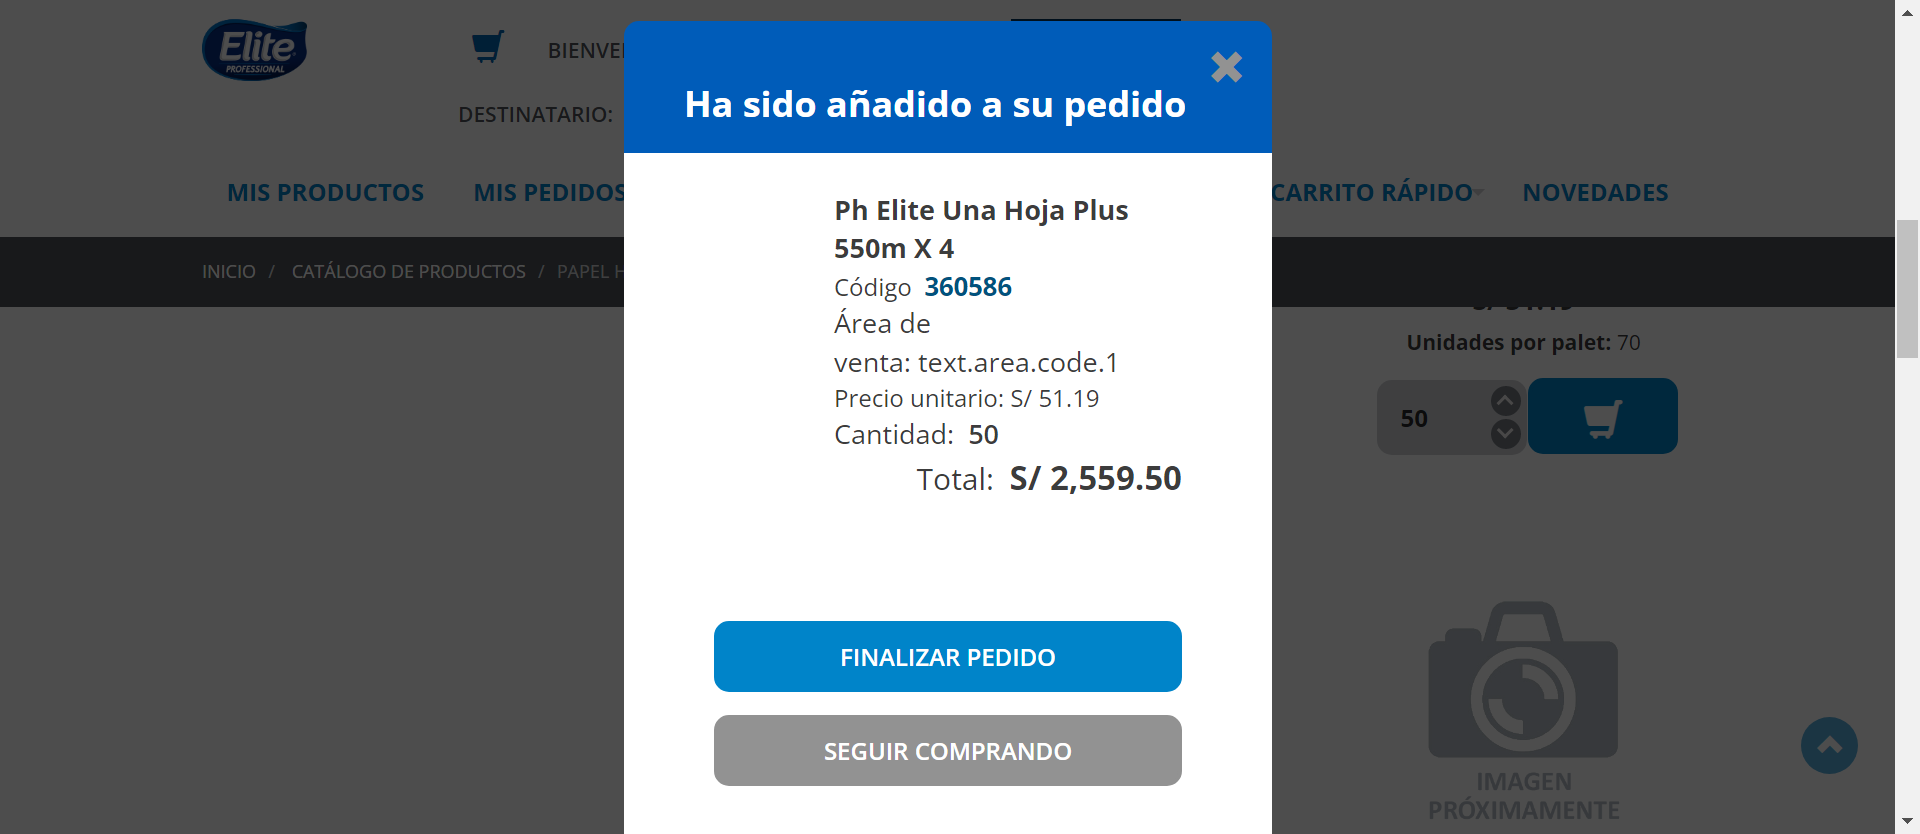 Elite
PROFESSIONAL
BIENVE
DESTINATARIO:
MIS PRODUCTOS
MIS PEDIDOS
CARRITO RÁPIDO
NOVEDADES
INICIO / CATÁLOGO DE PRODUCTOS / PAPEL H
Ha sido añadido a su pedido
Ph Elite Una Hoja Plus
550m X 4
Código 360586
Área de
venta: text.area.code.1
Precio unitario: S/ 51.19
Cantidad: 50
Total: S/ 2,559.50
FINALIZAR PEDIDO
SEGUIR COMPRANDO
Unidades por palet: 70
50
IMAGEN
PRÓXIMAMENTE